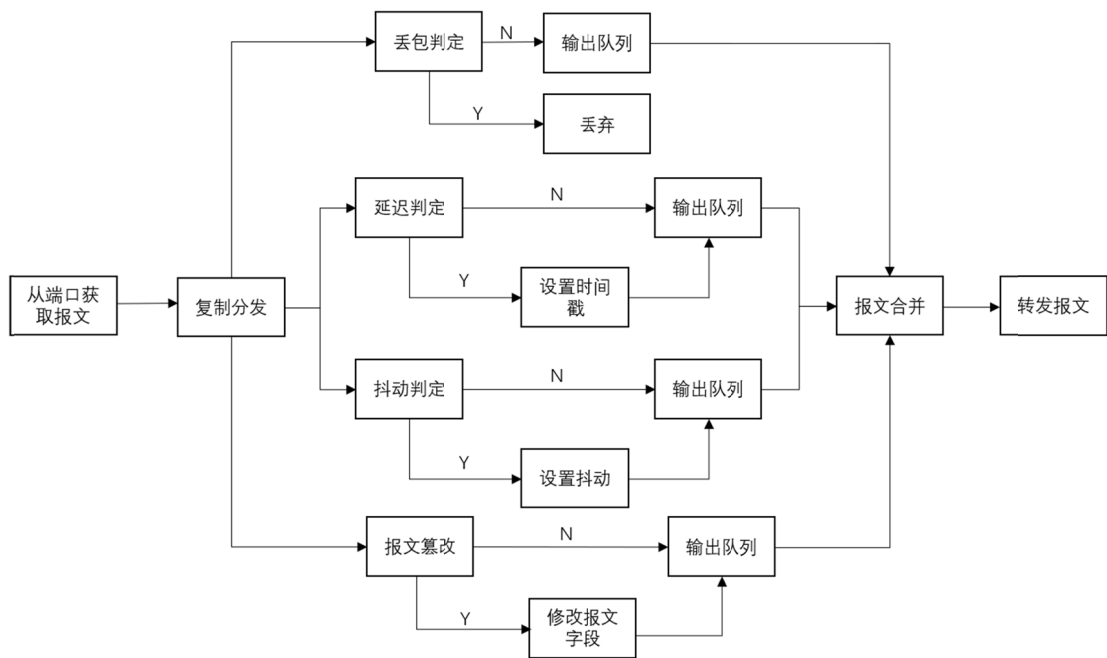 丢包判定
N
输出队列
Y
丢弃
延迟判定
N
输出队列
Y
设置时间
戳
从端口获
取报文
复制分发
报文合并
转发报文
抖动判定
N
输出队列
Y
设置抖动
报文篡改
N
输出队列
Y
修改报文
字段